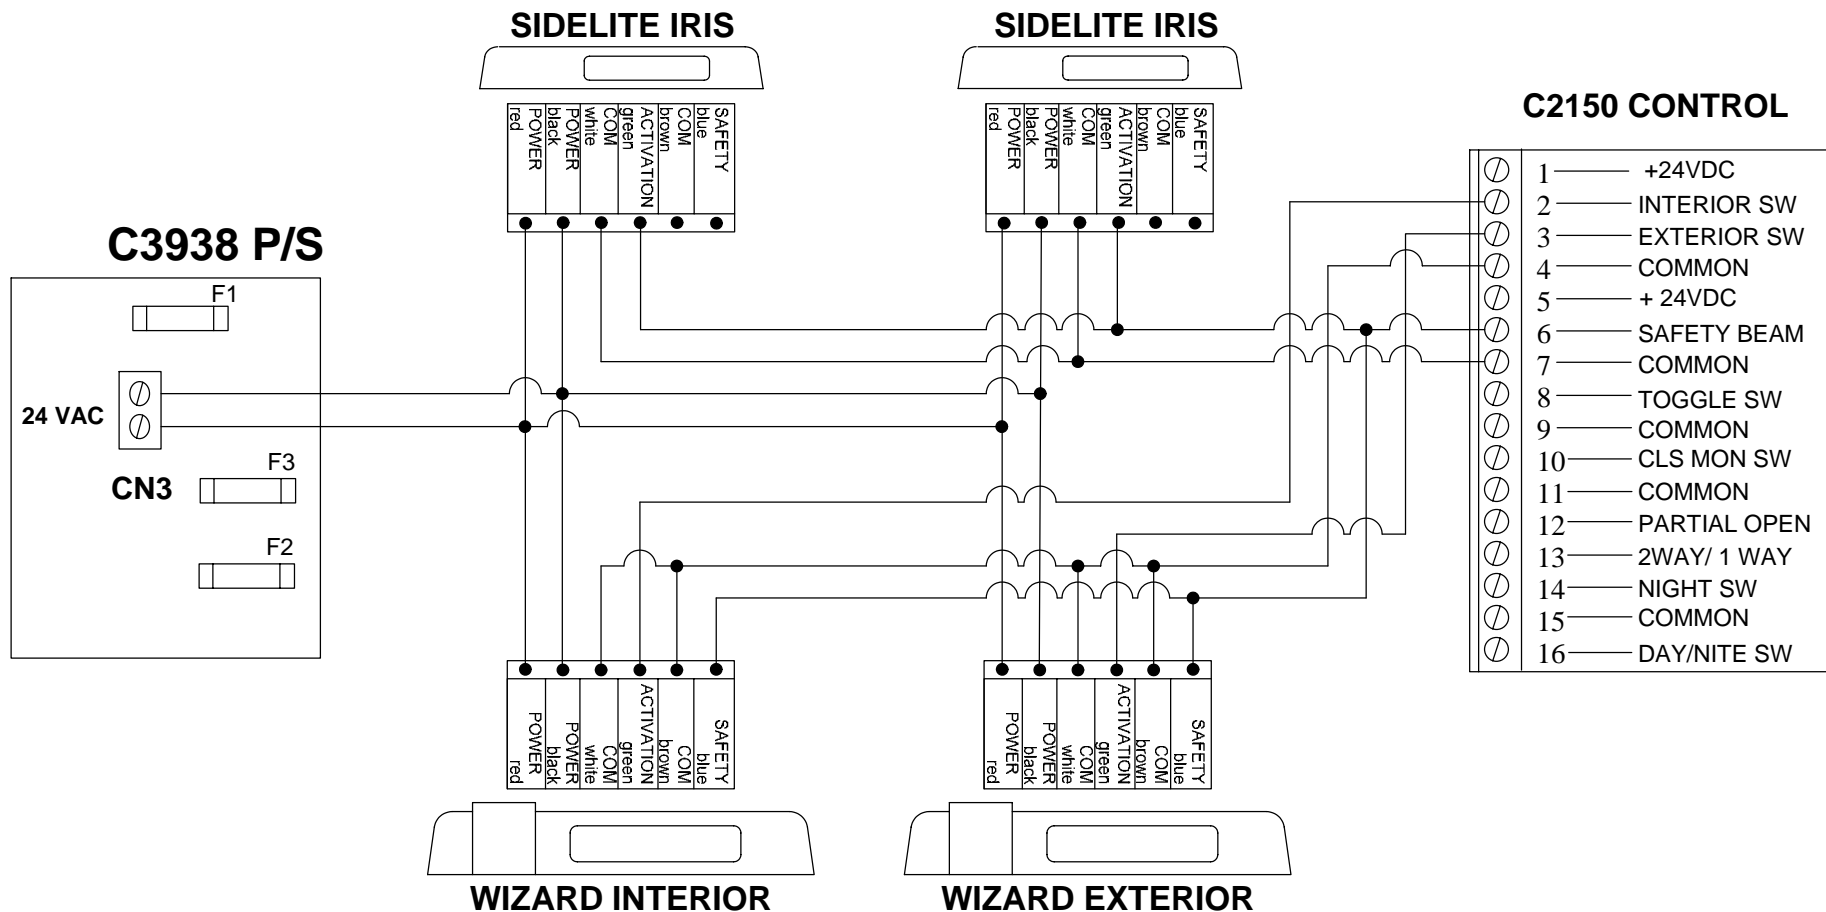 SIDELITE IRIS
red
POWER
black
POWER
white
COM
green
ACTIVATION
brown
COM
blue
SAFETY
SIDELITE IRIS
red
POWER
black
POWER
white
COM
green
ACTIVATION
brown
COM
blue
SAFETY
C3938 P/S
F1
24 VAC
CN3
F3
F2
C2150 CONTROL
1 +24VDC
2 INTERIOR SW
3 EXTERIOR SW
4 COMMON
5 + 24VDC
6 SAFETY BEAM
7 COMMON
8 TOGGLE SW
9 COMMON
10 CLS MON SW
11 COMMON
12 PARTIAL OPEN
13 2WAY/ 1 WAY
14 NIGHT SW
15 COMMON
16 DAY/NITE SW
red
POWER
black
POWER
white
COM
green
ACTIVATION
brown
COM
blue
SAFETY
WIZARD INTERIOR
red
POWER
black
POWER
white
COM
green
ACTIVATION
brown
COM
blue
SAFETY
WIZARD EXTERIOR